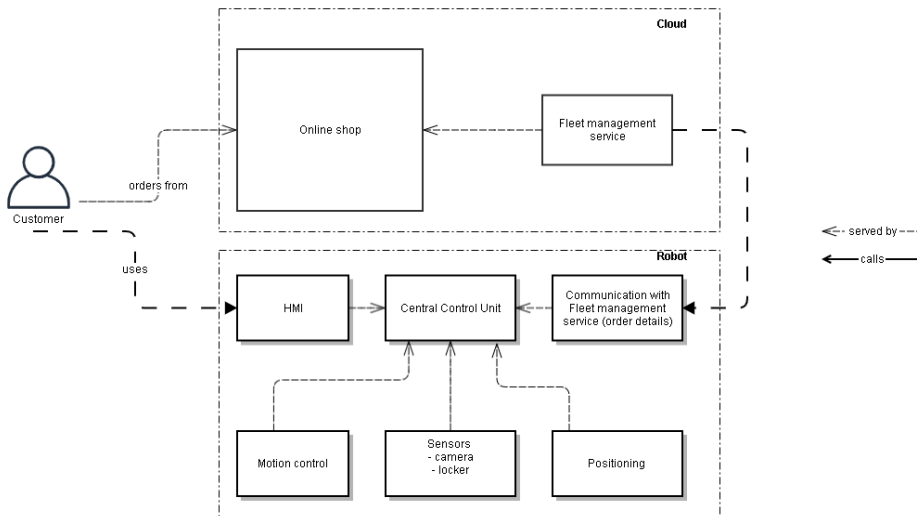 Cloud
Online shop
Fleet management
service
orders from
Customer
served by
calls
uses
Robot
HMI
Central Control Unit
Communication with
Fleet management
service (order details)
Motion control
Sensors
- camera
- locker
Positioning